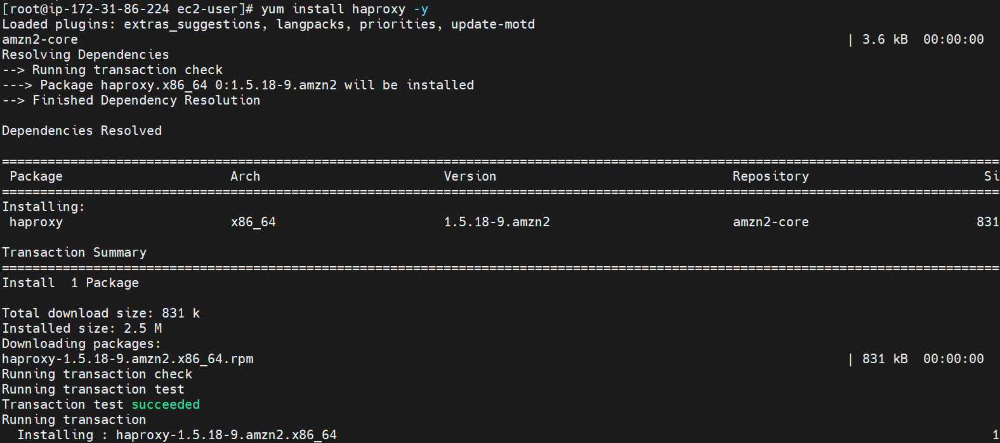 [root@ip-172-31-86-224 ec2-user]# yum install haproxy -y
Loaded plugins: extras_suggestions, langpacks, priorities, update-motd
amzn2-core | 3.6 kB 00:00:00
Resolving Dependencies
--> Running transaction check
---> Package haproxy.x86_64 0:1.5.18-9.amzn2 will be installed
--> Finished Dependency Resolution
Dependencies Resolved
===================================================================================================================================
Package Arch Version Repository Si
===================================================================================================================================
Installing:
haproxy x86_64 1.5.18-9.amzn2 amzn2-core 831
Transaction Summary
===================================================================================================================================
Install 1 Package
Total download size: 831 k
Installed size: 2.5 M
Downloading packages:
haproxy-1.5.18-9.amzn2.x86_64.rpm | 831 kB 00:00:00
Running transaction check
Running transaction test
Transaction test succeeded
Running transaction
Installing : haproxy-1.5.18-9.amzn2.x86_64 1